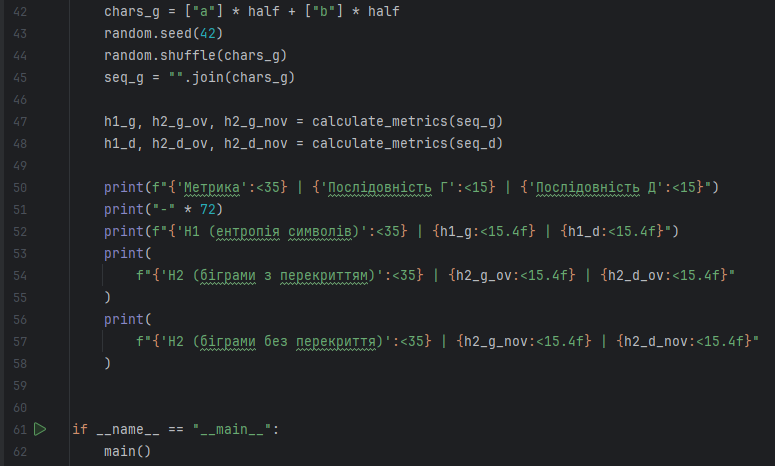 42 chars_g = ["a"] * half + ["b"] * half
43 random.seed(42)
44 random.shuffle(chars_g)
45 seq_g = "".join(chars_g)
46
47 h1_g, h2_g_ov, h2_g_nov = calculate_metrics(seq_g)
48 h1_d, h2_d_ov, h2_d_nov = calculate_metrics(seq_d)
49
50 print(f"{'Метрика':<35} | {'Послідовність Г':<15} | {'Послідовність Д':<15}")
51 print("-" * 72)
52 print(f"{'H1 (ентропія символів)':<35} | {h1_g:<15.4f} | {h1_d:<15.4f}")
53 print(
54 f"{'H2 (біграми з перекриттям)':<35} | {h2_g_ov:<15.4f} | {h2_d_ov:<15.4f}"
55 )
56 print(
57 f"{'H2 (біграми без перекриття)':<35} | {h2_g_nov:<15.4f} | {h2_d_nov:<15.4f}"
58 )
59
60
61 if __name__ == "__main__":
62 main()